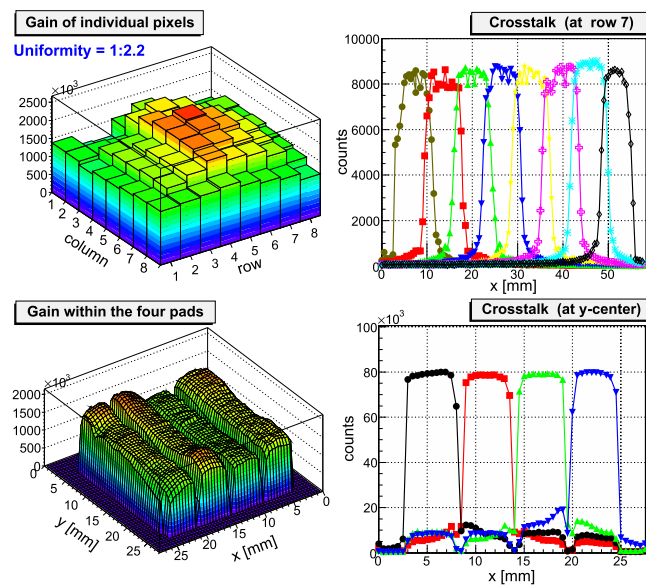 Gain of individual pixels
Uniformity = 1:2.2
×10³
2500
2000
1500
1000
500
0
1 2 3 4 5 6 7 8
column
1 2 3 4 5 6 7 8
row
Crosstalk (at row 7)
10000
8000
6000
4000
2000
0
counts
0 10 20 30 40 50
x [mm]
Gain within the four pads
×10³
2000
1500
1000
500
0
5 10 15 20 25
y [mm]
25 20 15 10 5 0
x [mm]
Crosstalk (at y-center)
×10³
100
80
60
40
20
0
counts
0 5 10 15 20 25
x [mm]